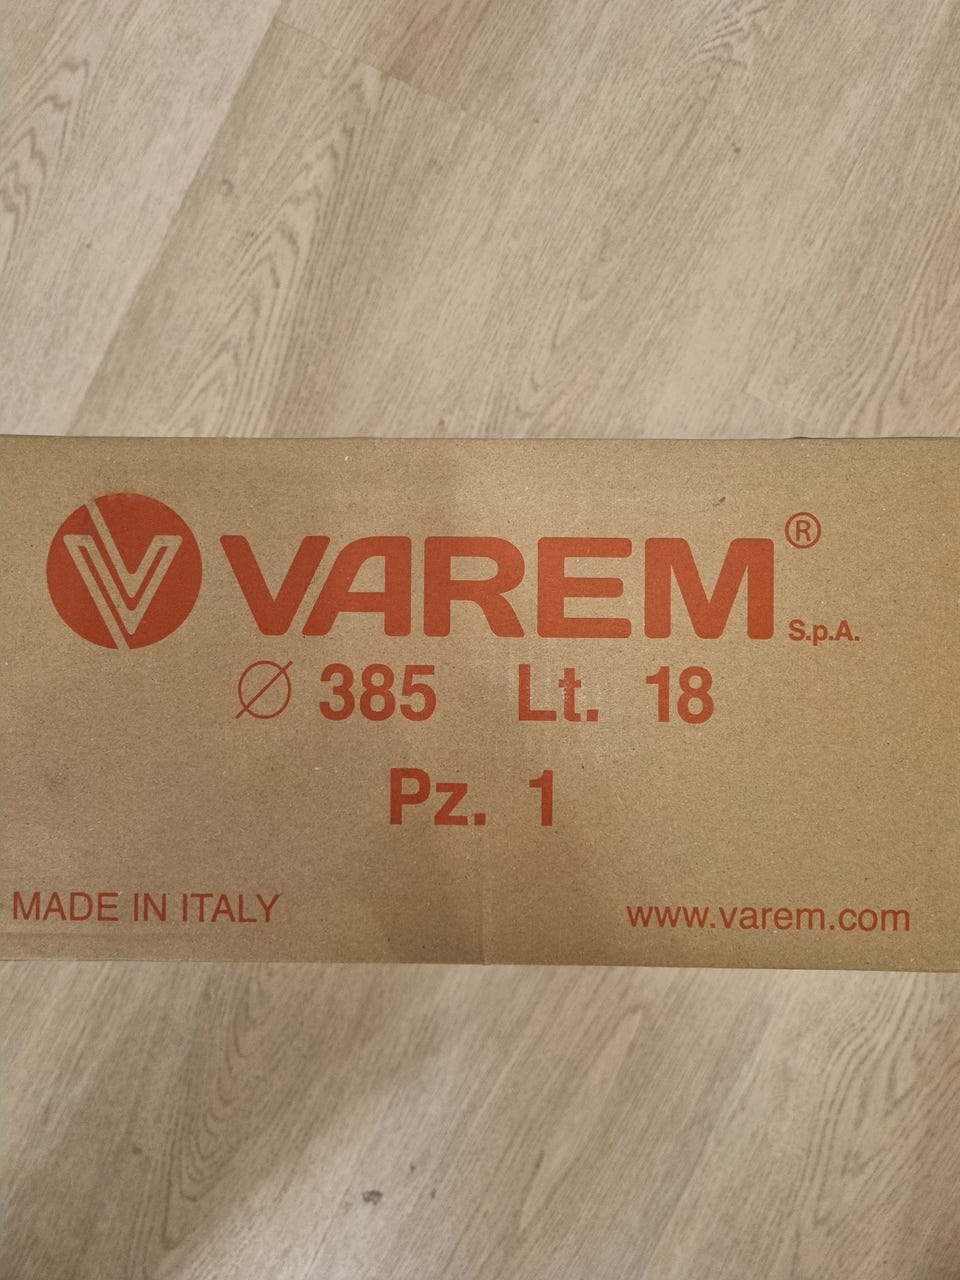 VAREM® S.p.A.
Ø 385 Lt. 18
Pz. 1
MADE IN ITALY
www.varem.com